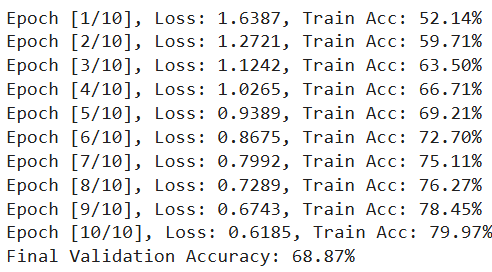 Epoch [1/10], Loss: 1.6387, Train Acc: 52.14%
Epoch [2/10], Loss: 1.2721, Train Acc: 59.71%
Epoch [3/10], Loss: 1.1242, Train Acc: 63.50%
Epoch [4/10], Loss: 1.0265, Train Acc: 66.71%
Epoch [5/10], Loss: 0.9389, Train Acc: 69.21%
Epoch [6/10], Loss: 0.8675, Train Acc: 72.70%
Epoch [7/10], Loss: 0.7992, Train Acc: 75.11%
Epoch [8/10], Loss: 0.7289, Train Acc: 76.27%
Epoch [9/10], Loss: 0.6743, Train Acc: 78.45%
Epoch [10/10], Loss: 0.6185, Train Acc: 79.97%
Final Validation Accuracy: 68.87%